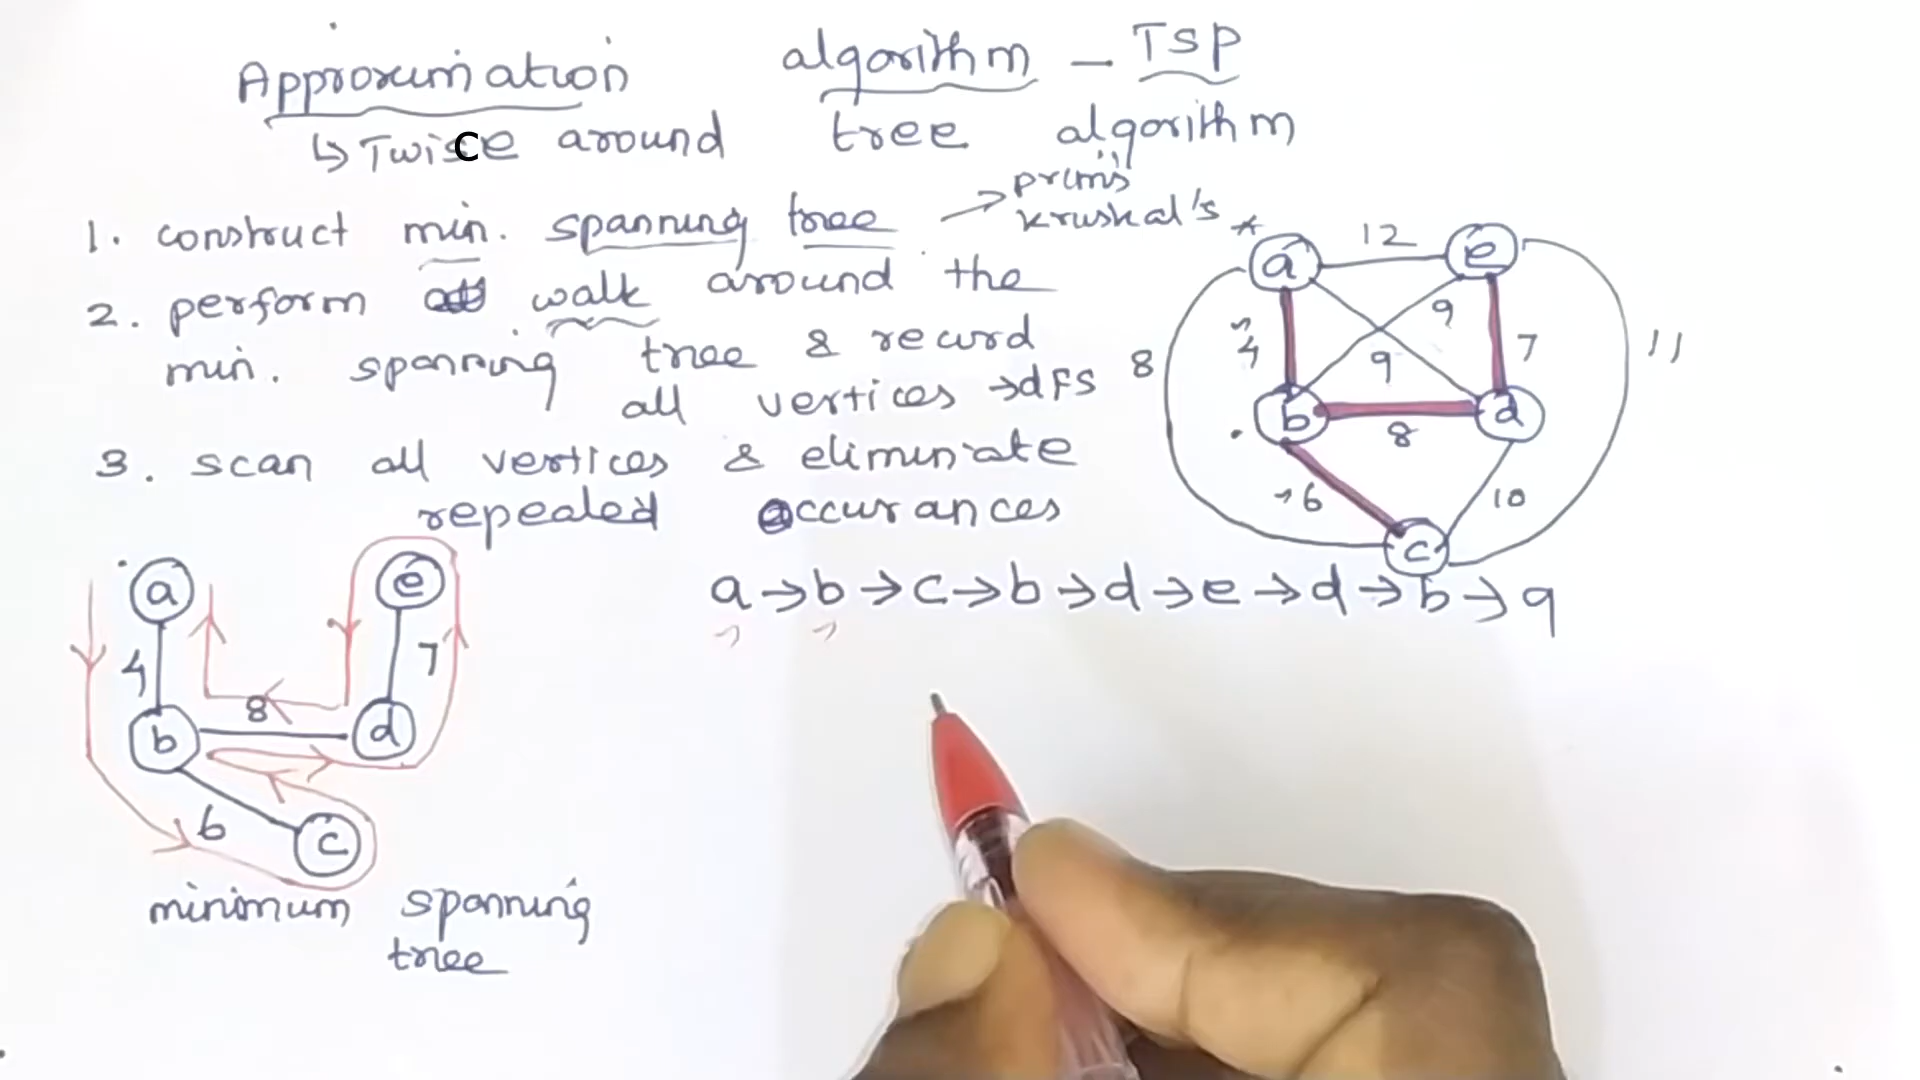 Approximation algorithm - TSP
↳ Twice around tree algorithm
1. construct min. spanning tree → prim's
kruskal's
2. perform a walk around the
min. spanning tree & record
all vertices → dFS
3. scan all vertices & eliminate
repeated occurances
a 12 e
4 9 7
8 9 11
b 8 d
6 10
c
a → b → c → b → d → e → d → b → a
a e
4 7
8
b d
6
c
minimum spanning
tree